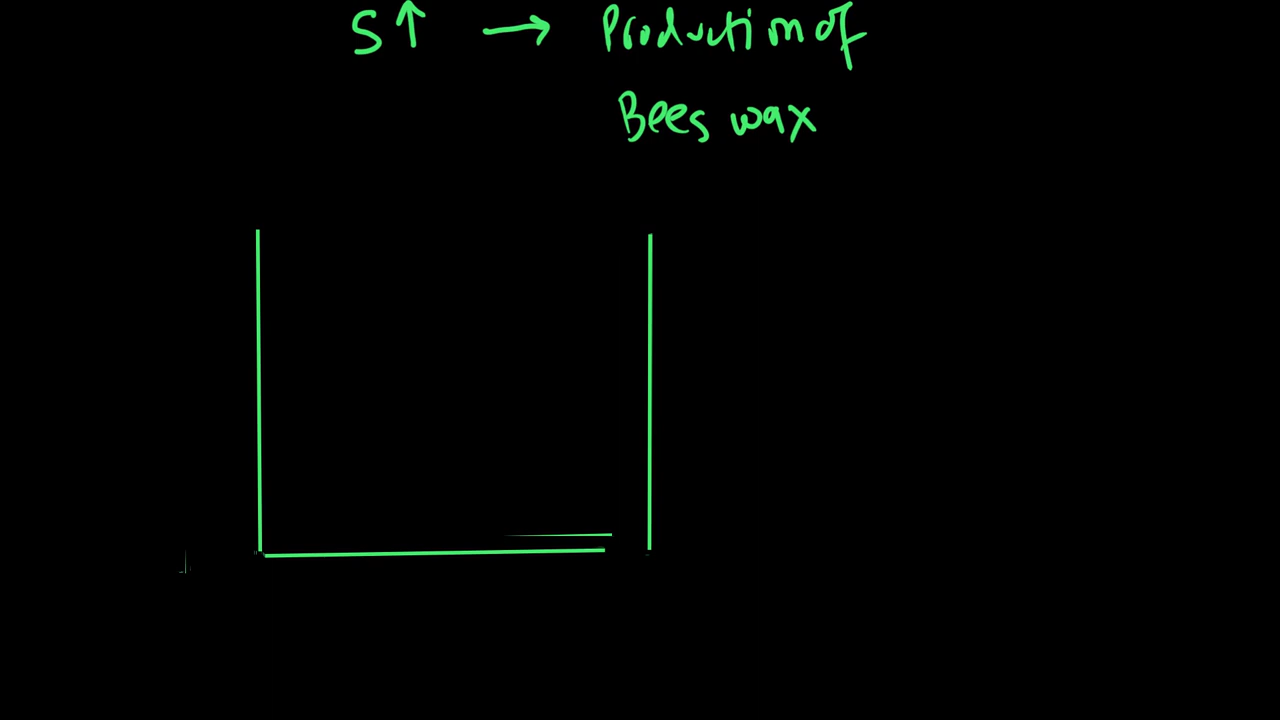 S↑ → Production of
Bees wax